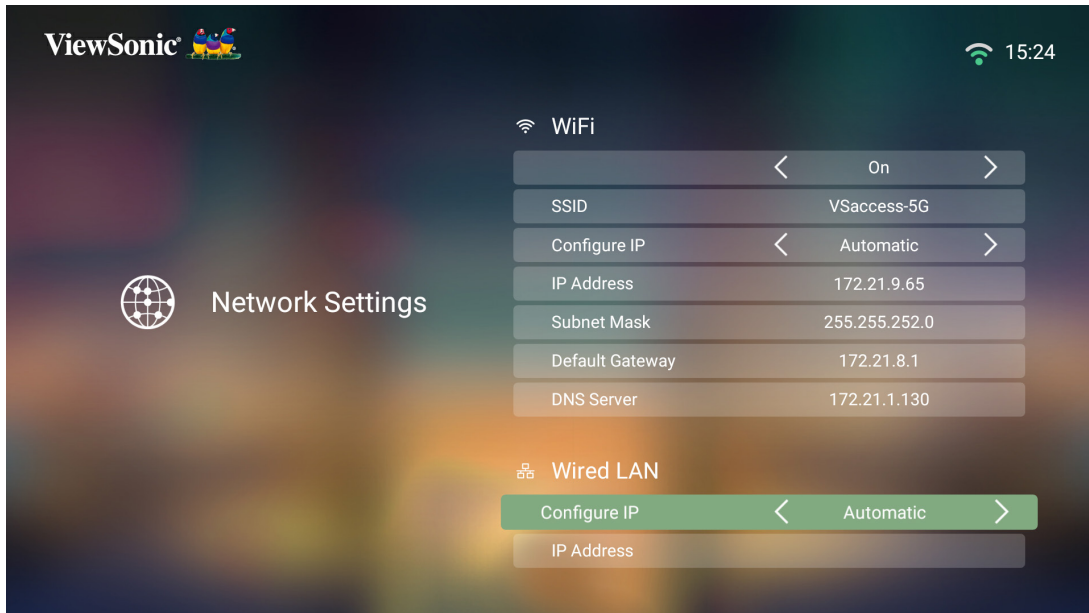 ViewSonic®
15:24
WiFi
On
SSID VSaccess-5G
Configure IP Automatic
IP Address 172.21.9.65
Network Settings
Subnet Mask 255.255.252.0
Default Gateway 172.21.8.1
DNS Server 172.21.1.130
Wired LAN
Configure IP Automatic
IP Address